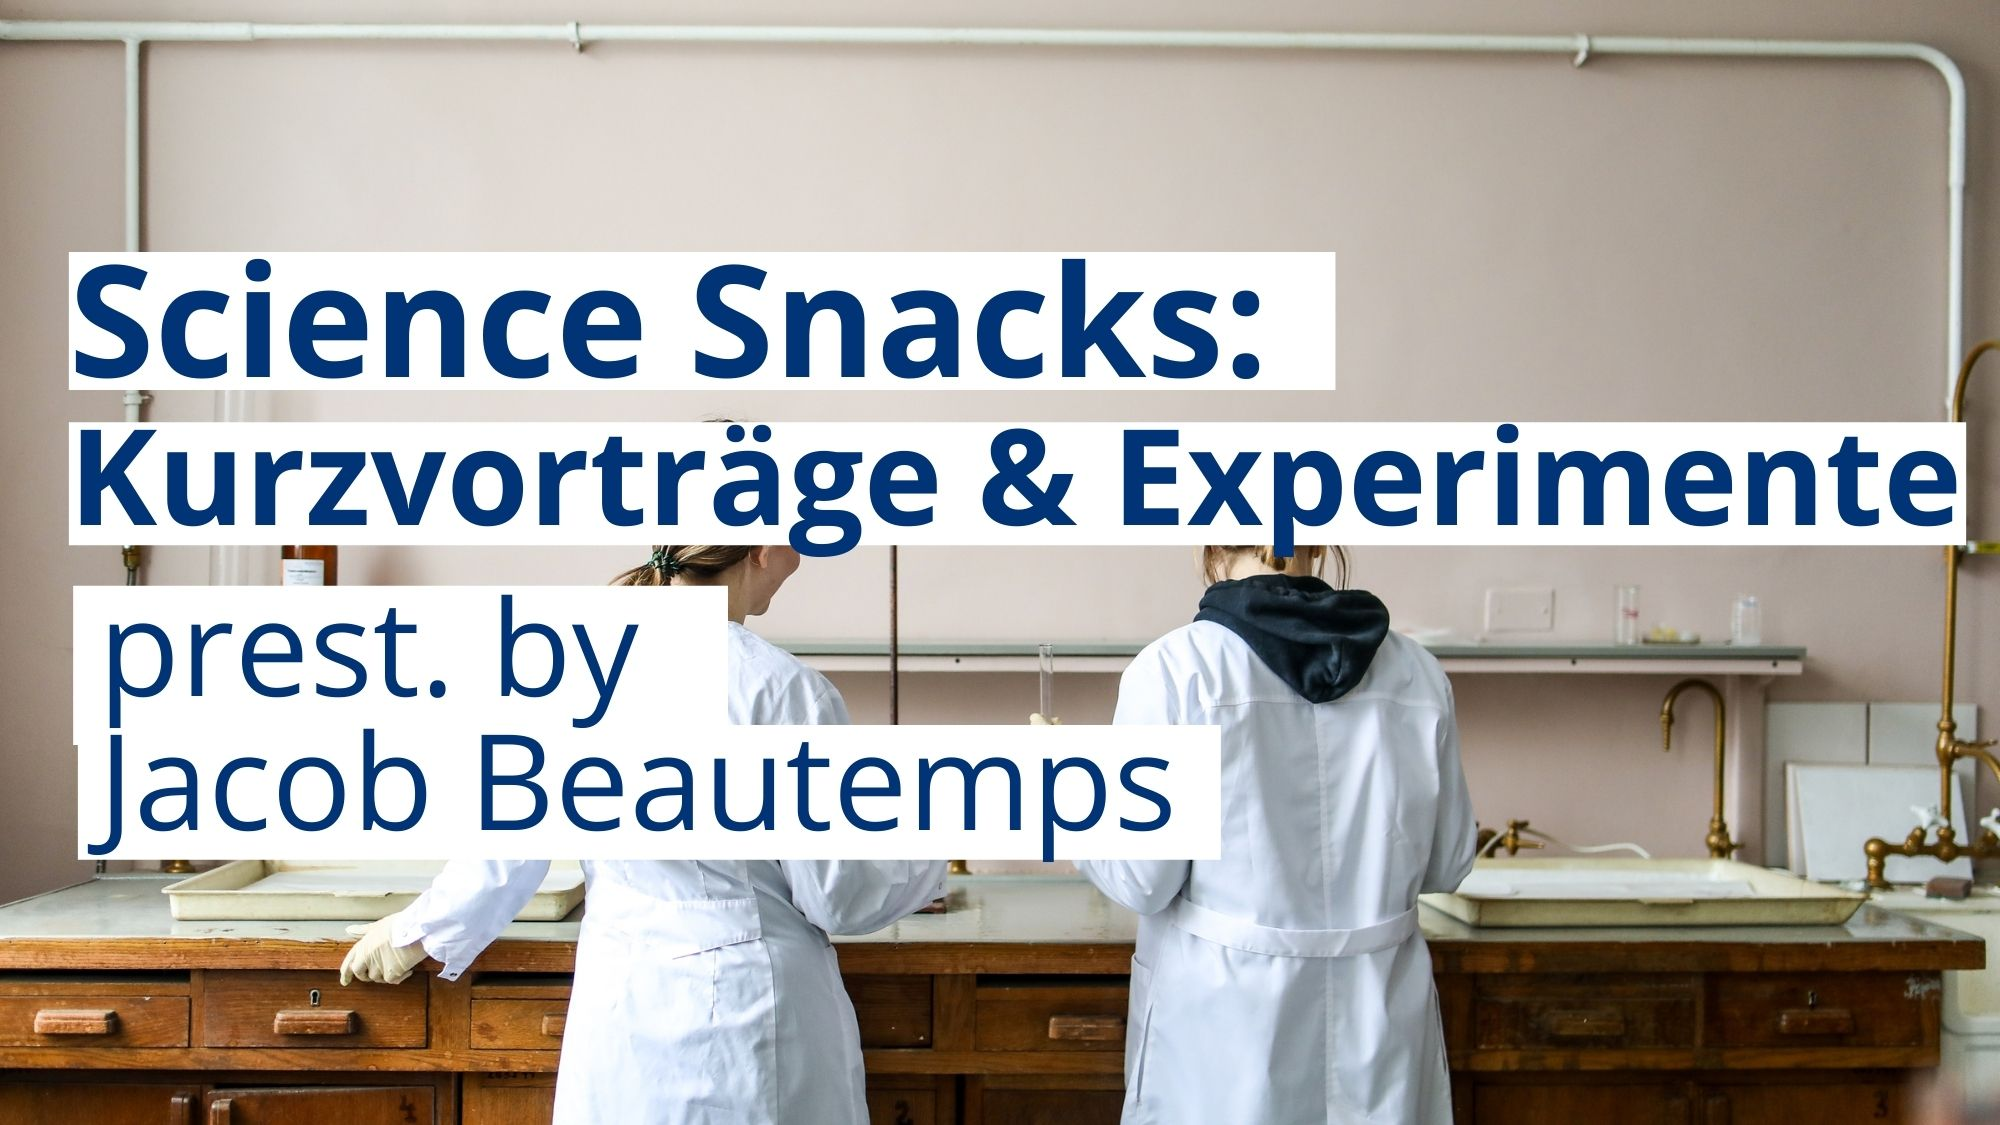 Science Snacks:
Kurzvorträge & Experimente
prest. by
Jacob Beautemps